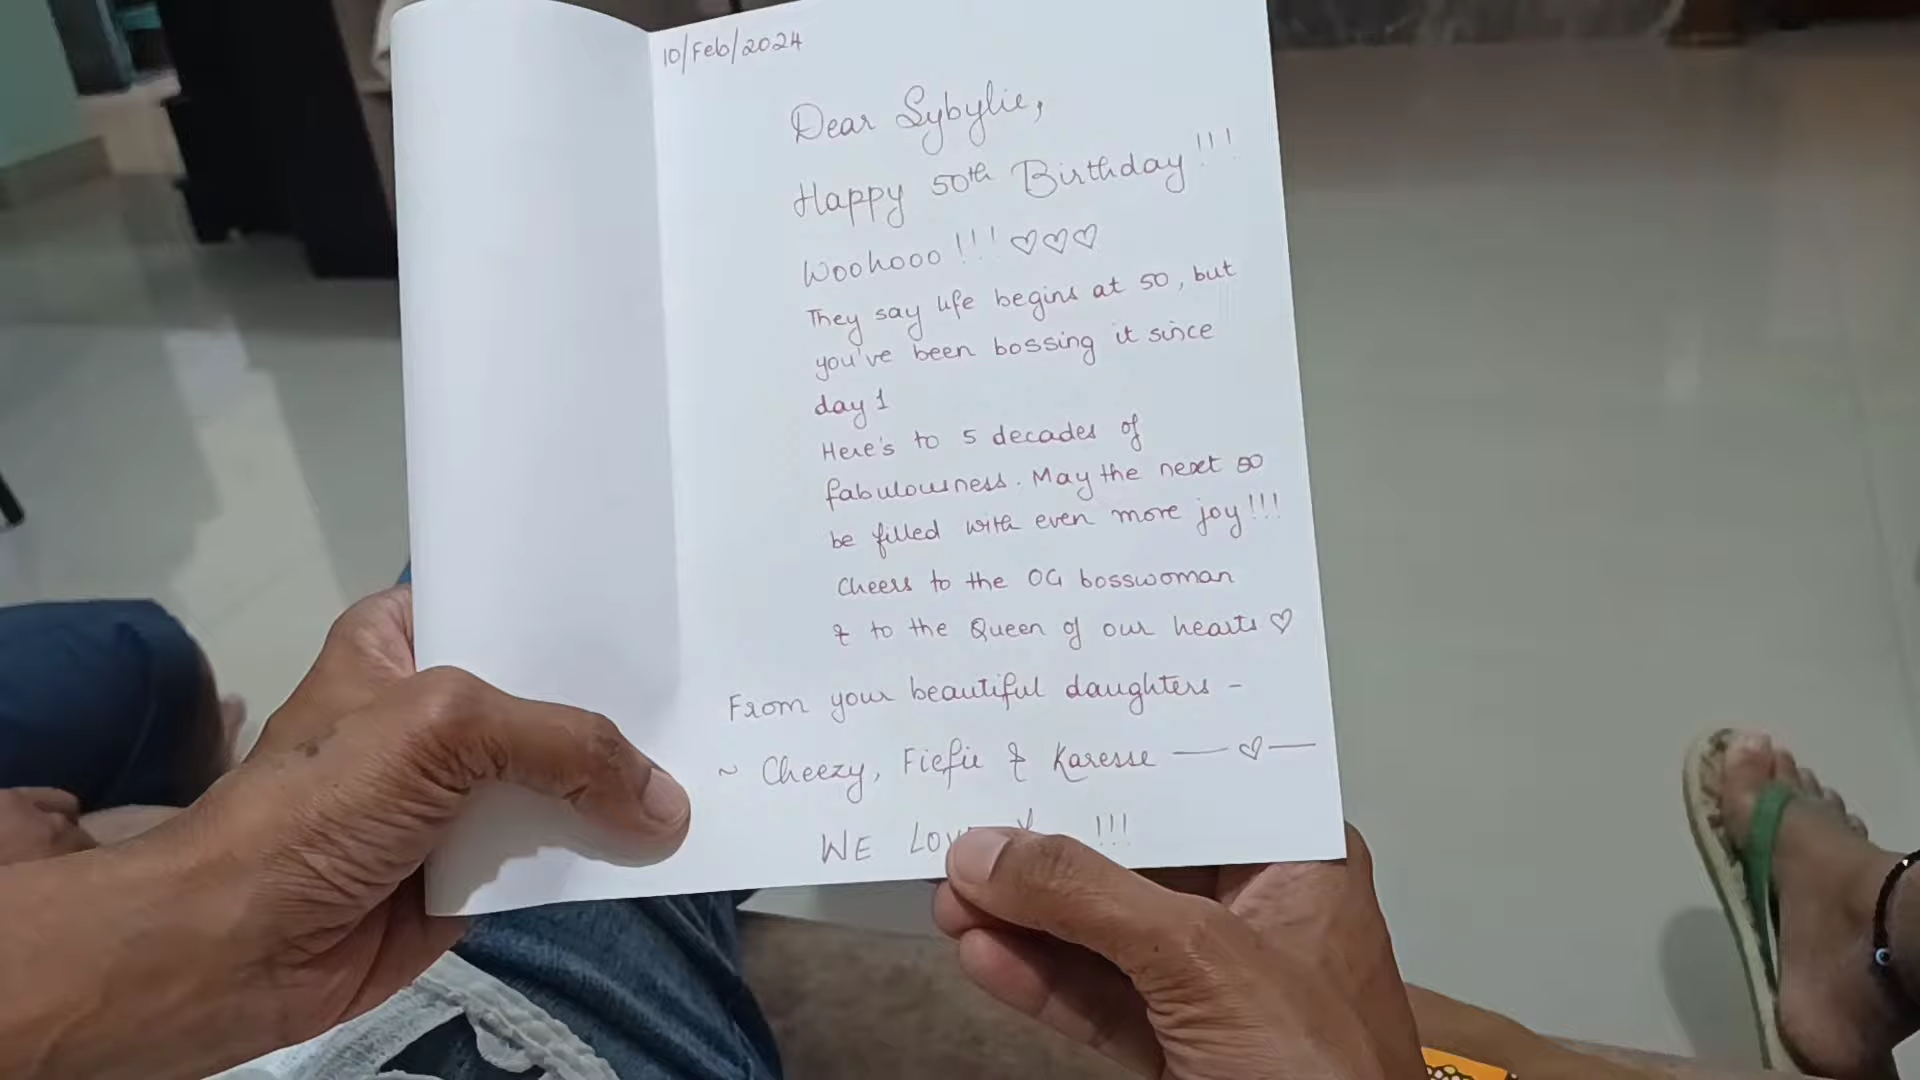 10/Feb/2024
Dear Sybylie,
Happy 50th Birthday!!!
Woohooo!!! ♡♡♡
They say life begins at 50, but
you've been bossing it since
day 1
Here's to 5 decades of
fabulousness. May the next 50
be filled with even more joy!!!
Cheers to the OG bosswoman
& to the Queen of our hearts ♡
From your beautiful daughters -
~ Cheezy, Fiefie & Karesse —♡—
WE !!!